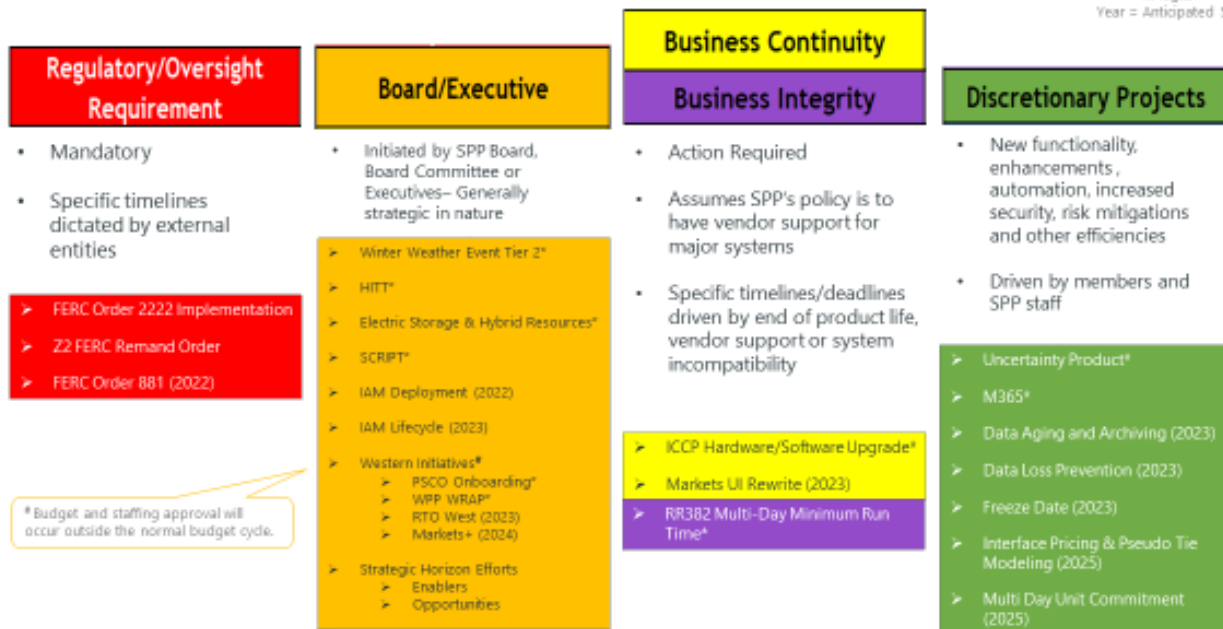 Year = Anticipated
Regulatory/Oversight
Requirement
• Mandatory
• Specific timelines
dictated by external
entities
➢ FERC Order 2222 Implementation
➢ Z2 FERC Remand Order
➢ FERC Order 881 (2022)
# Budget and staffing approval will
occur outside the normal budget cycle.
Board/Executive
• Initiated by SPP Board,
Board Committee or
Executives– Generally
strategic in nature
➢ Winter Weather Event Tier 2*
➢ HITT*
➢ Electric Storage & Hybrid Resources*
➢ SCRIPT*
➢ IAM Deployment (2022)
➢ IAM Lifecycle (2023)
➢ Western Initiatives#
➢ PSCO Onboarding*
➢ WPP WRAP*
➢ RTO West (2023)
➢ Markets+ (2024)
➢ Strategic Horizon Efforts
➢ Enablers
➢ Opportunities
Business Continuity
Business Integrity
• Action Required
• Assumes SPP's policy is to
have vendor support for
major systems
• Specific timelines/deadlines
driven by end of product life,
vendor support or system
incompatibility
➢ ICCP Hardware/Software Upgrade*
➢ Markets UI Rewrite (2023)
➢ RR382 Multi-Day Minimum Run
Time*
Discretionary Projects
• New functionality,
enhancements ,
automation, increased
security, risk mitigations
and other efficiencies
• Driven by members and
SPP staff
➢ Uncertainty Product*
➢ M365*
➢ Data Aging and Archiving (2023)
➢ Data Loss Prevention (2023)
➢ Freeze Date (2023)
➢ Interface Pricing & Pseudo Tie
Modeling (2025)
➢ Multi Day Unit Commitment
(2025)